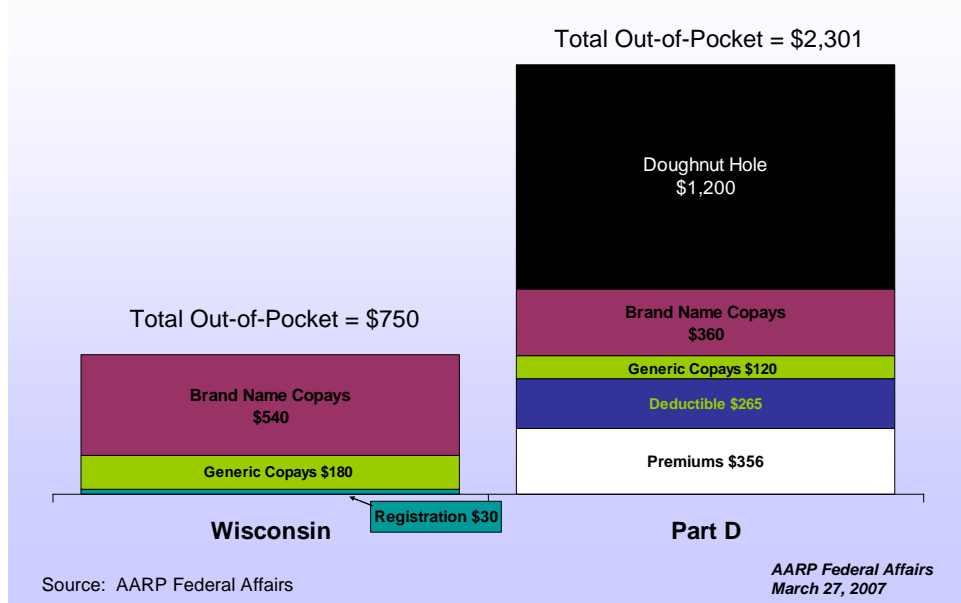 Total Out-of-Pocket = $2,301
Doughnut Hole
$1,200
Brand Name Copays
$360
Generic Copays $120
Deductible $265
Premiums $356
Total Out-of-Pocket = $750
Brand Name Copays
$540
Generic Copays $180
Registration $30
Wisconsin
Part D
Source: AARP Federal Affairs
AARP Federal Affairs
March 27, 2007